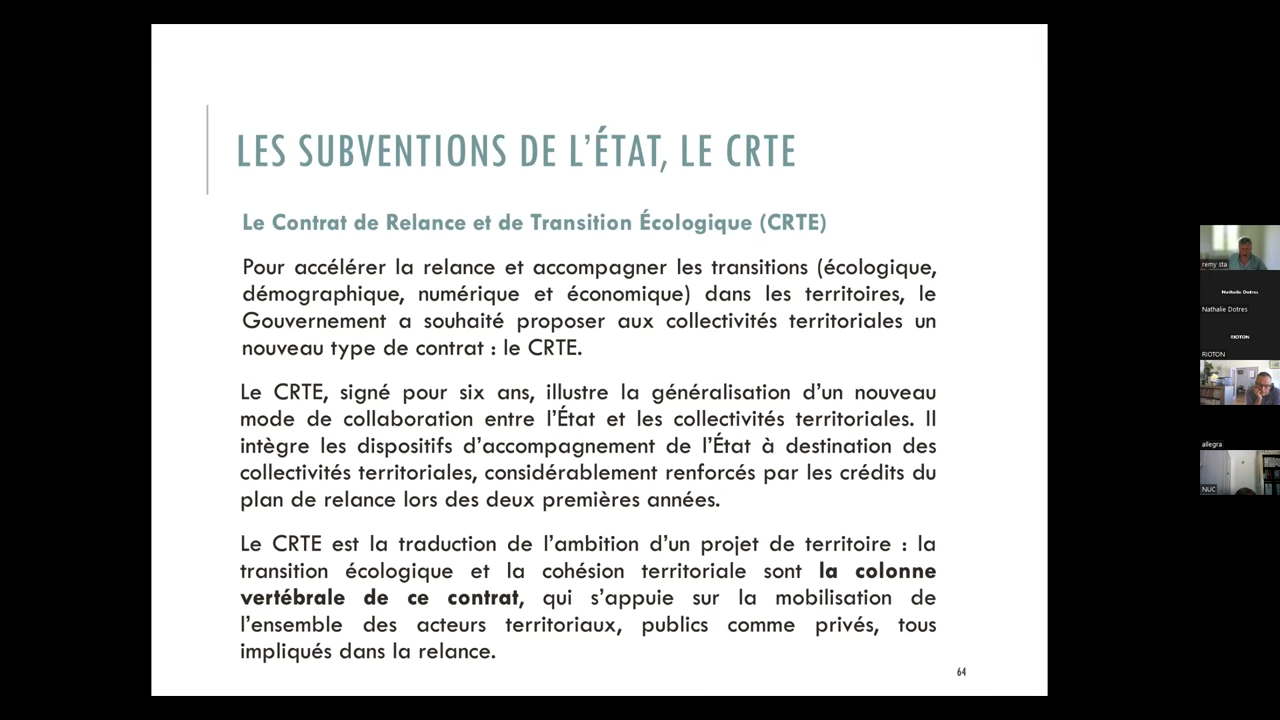 LES SUBVENTIONS DE L'ÉTAT, LE CRTE
Le Contrat de Relance et de Transition Écologique (CRTE)
Pour accélérer la relance et accompagner les transitions (écologique,
démographique, numérique et économique) dans les territoires, le
Gouvernement a souhaité proposer aux collectivités territoriales un
nouveau type de contrat : le CRTE.
Le CRTE, signé pour six ans, illustre la généralisation d'un nouveau
mode de collaboration entre l'État et les collectivités territoriales. Il
intègre les dispositifs d'accompagnement de l'État à destination des
collectivités territoriales, considérablement renforcés par les crédits du
plan de relance lors des deux premières années.
Le CRTE est la traduction de l'ambition d'un projet de territoire : la
transition écologique et la cohésion territoriale sont la colonne
vertébrale de ce contrat, qui s'appuie sur la mobilisation de
l'ensemble des acteurs territoriaux, publics comme privés, tous
impliqués dans la relance.
64
remy sta
Nathalie Dotres
Nathalie Dotres
RIOTON
RIOTON
allegra
NUC